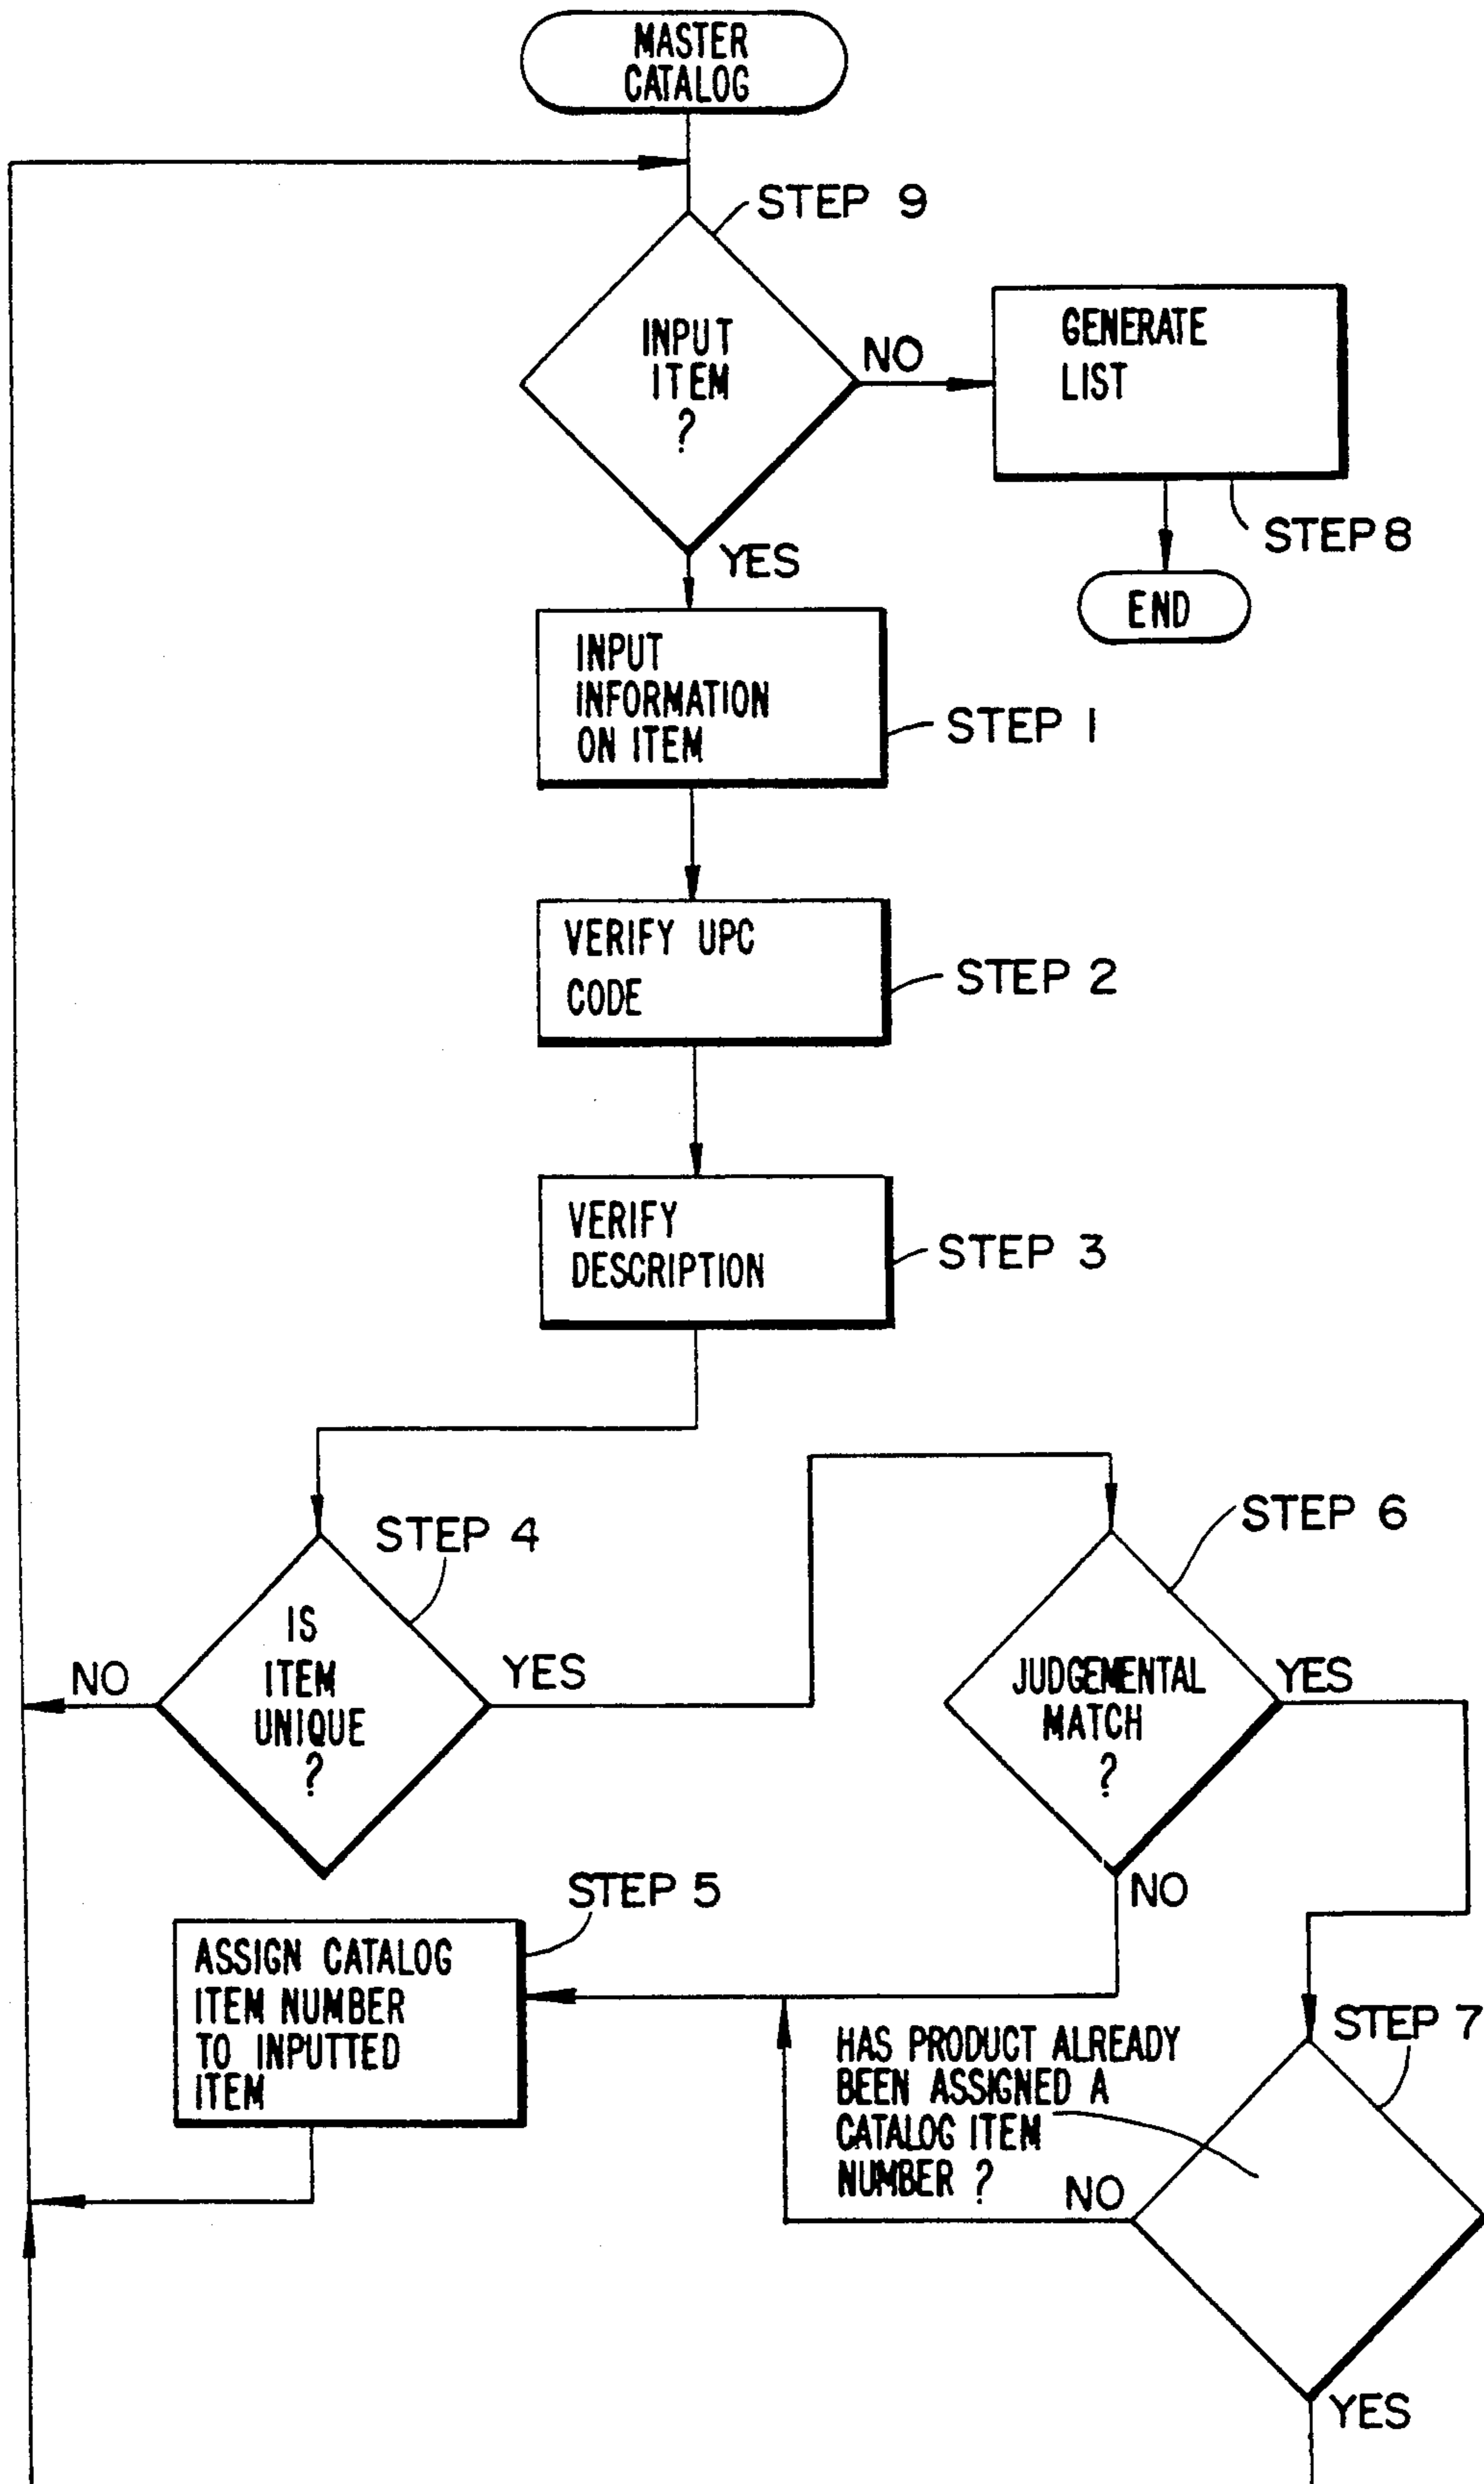 MASTER
CATALOG
STEP 9
INPUT
ITEM
?
NO
GENERATE
LIST
STEP 8
YES
END
INPUT
INFORMATION
ON ITEM
STEP 1
VERIFY UPC
CODE
STEP 2
VERIFY
DESCRIPTION
STEP 3
STEP 4
IS
ITEM
UNIQUE
?
NO
YES
STEP 6
JUDGEMENTAL
MATCH
?
YES
NO
STEP 5
ASSIGN CATALOG
ITEM NUMBER
TO INPUTTED
ITEM
HAS PRODUCT ALREADY
BEEN ASSIGNED A
CATALOG ITEM
NUMBER ?
STEP 7
NO
YES